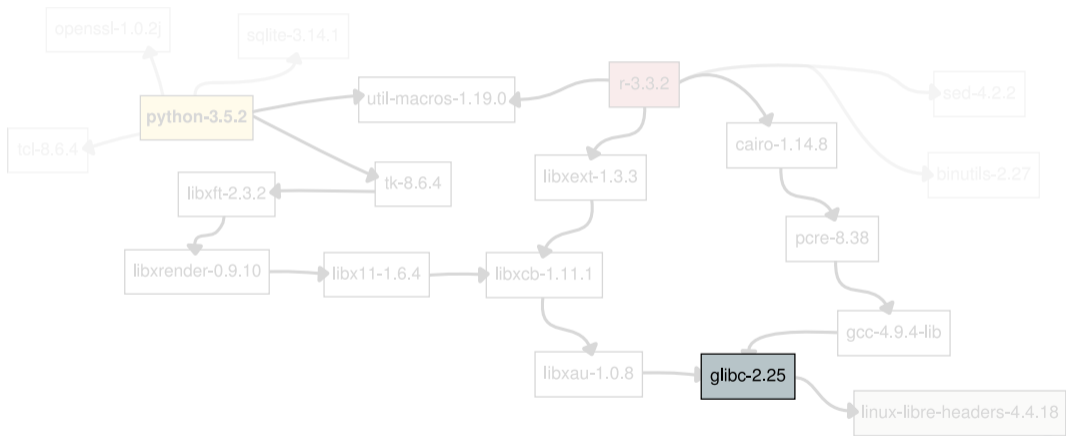 openssl-1.0.2j
sqlite-3.14.1
r-3.3.2
util-macros-1.19.0
sed-4.2.2
python-3.5.2
tcl-8.6.4
cairo-1.14.8
libxext-1.3.3
binutils-2.27
tk-8.6.4
libxft-2.3.2
pcre-8.38
libxrender-0.9.10
libx11-1.6.4
libxcb-1.11.1
gcc-4.9.4-lib
libxau-1.0.8
glibc-2.25
linux-libre-headers-4.4.18